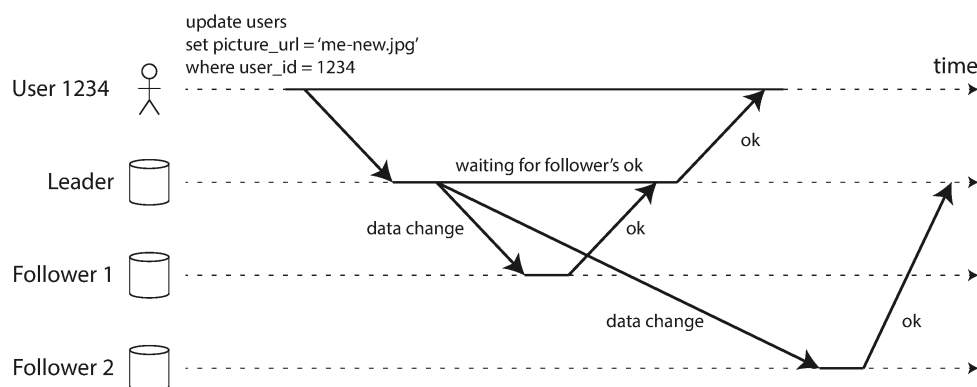 update users
set picture_url = ‘me-new.jpg’
where user_id = 1234
time
User 1234
ok
waiting for follower’s ok
Leader
data change
ok
Follower 1
data change
ok
Follower 2